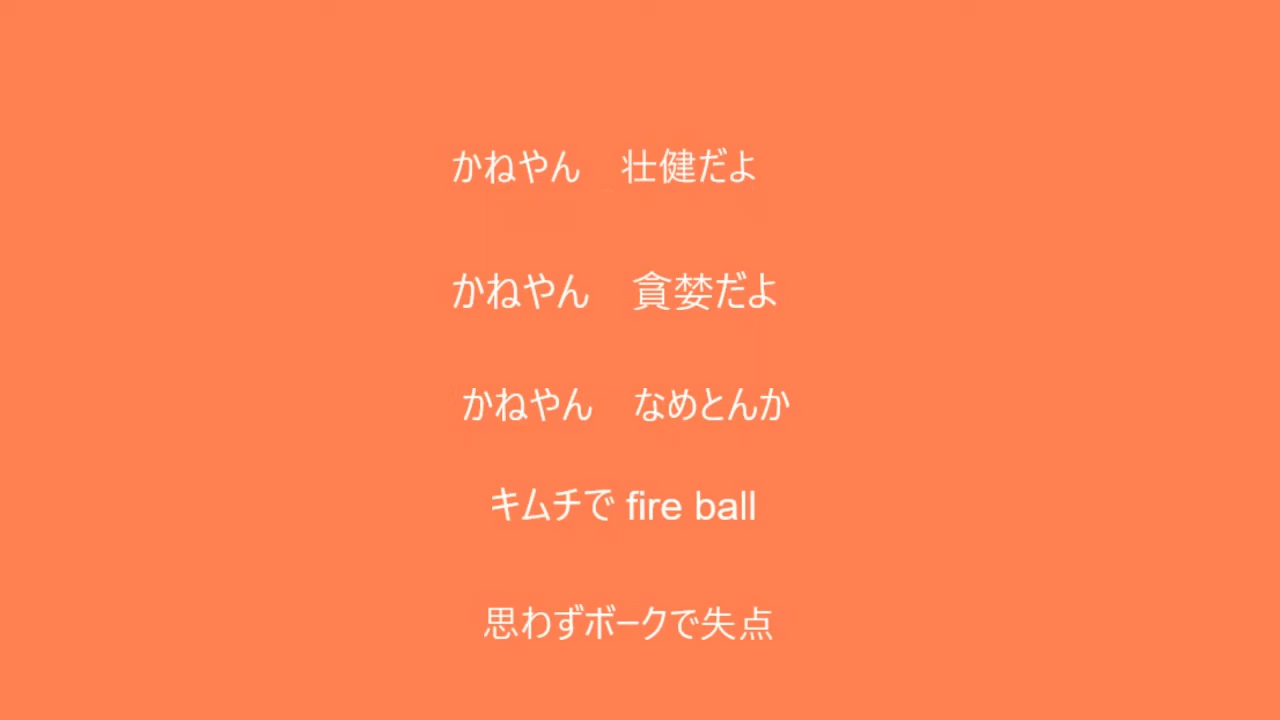 かねやん　壮健だよ
かねやん　貪婪だよ
かねやん　なめとんか
キムチで fire ball
思わずボークで失点